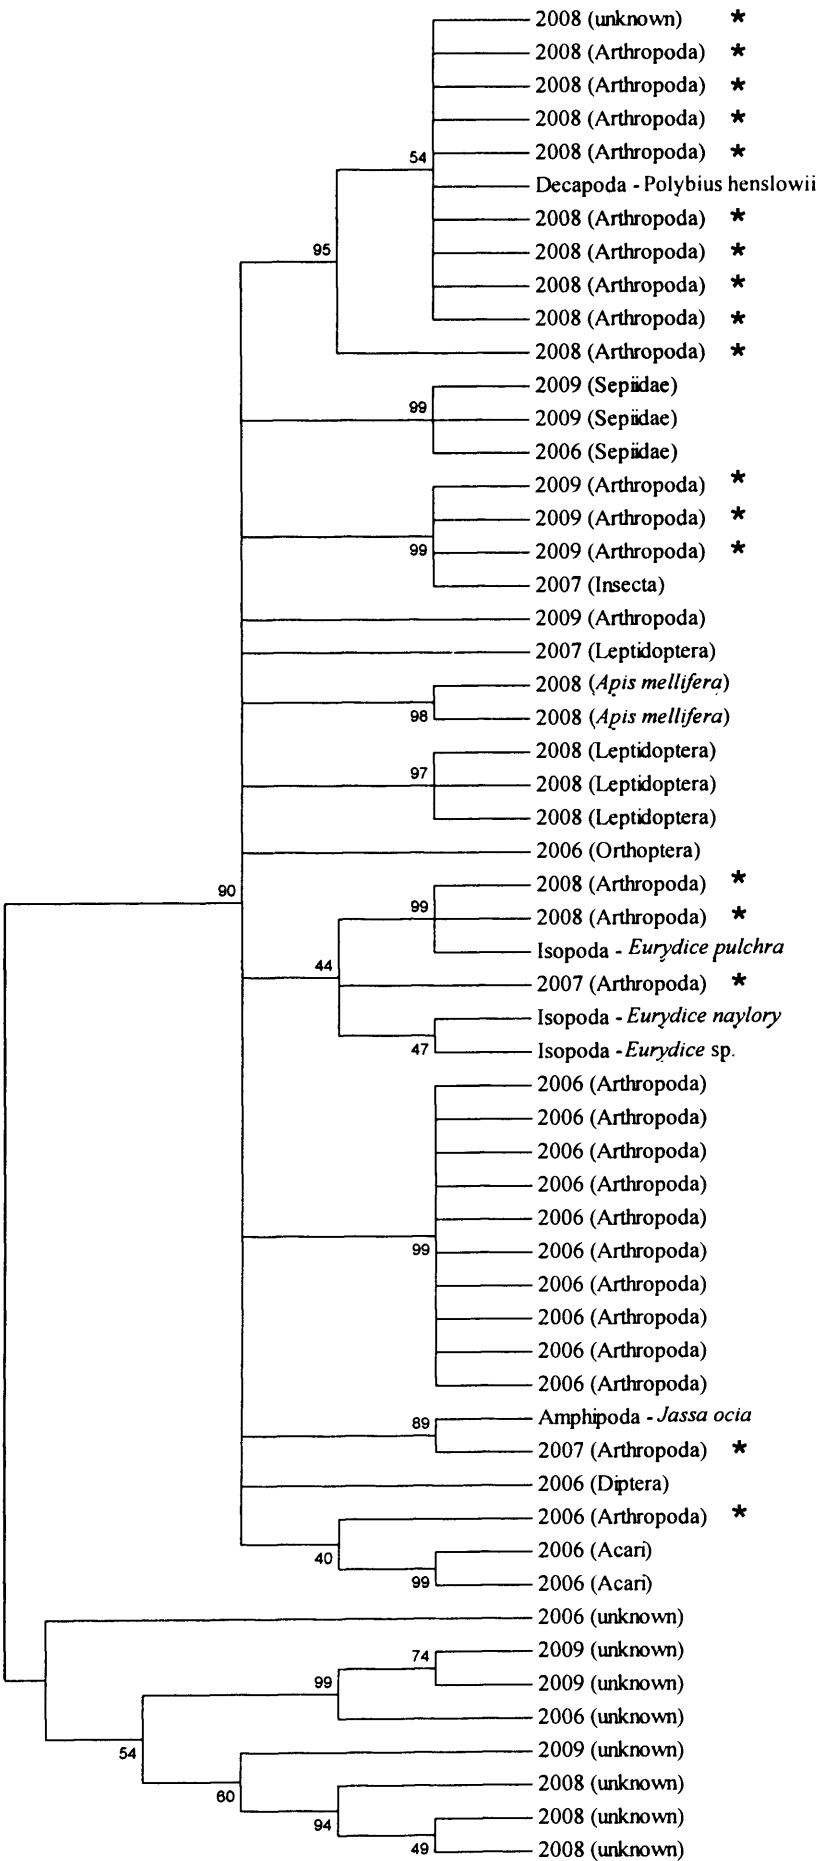 2008 (unknown) *
2008 (Arthropoda) *
2008 (Arthropoda) *
2008 (Arthropoda) *
2008 (Arthropoda) *
54
Decapoda - Polybius henslowii
2008 (Arthropoda) *
2008 (Arthropoda) *
95
2008 (Arthropoda) *
2008 (Arthropoda) *
2008 (Arthropoda) *
2009 (Sepiidae)
99
2009 (Sepiidae)
2006 (Sepiidae)
2009 (Arthropoda) *
2009 (Arthropoda) *
99
2009 (Arthropoda) *
2007 (Insecta)
2009 (Arthropoda)
2007 (Leptidoptera)
2008 (Apis mellifera)
98
2008 (Apis mellifera)
2008 (Leptidoptera)
97
2008 (Leptidoptera)
2008 (Leptidoptera)
2006 (Orthoptera)
90
2008 (Arthropoda) *
99
2008 (Arthropoda) *
Isopoda - Eurydice pulchra
44
2007 (Arthropoda) *
Isopoda - Eurydice naylory
47
Isopoda - Eurydice sp.
2006 (Arthropoda)
2006 (Arthropoda)
2006 (Arthropoda)
2006 (Arthropoda)
2006 (Arthropoda)
99
2006 (Arthropoda)
2006 (Arthropoda)
2006 (Arthropoda)
2006 (Arthropoda)
2006 (Arthropoda)
Amphipoda - Jassa ocia
89
2007 (Arthropoda) *
2006 (Diptera)
2006 (Arthropoda) *
40
2006 (Acari)
99
2006 (Acari)
2006 (unknown)
74
2009 (unknown)
99
2009 (unknown)
2006 (unknown)
54
2009 (unknown)
60
2008 (unknown)
94
2008 (unknown)
49
2008 (unknown)